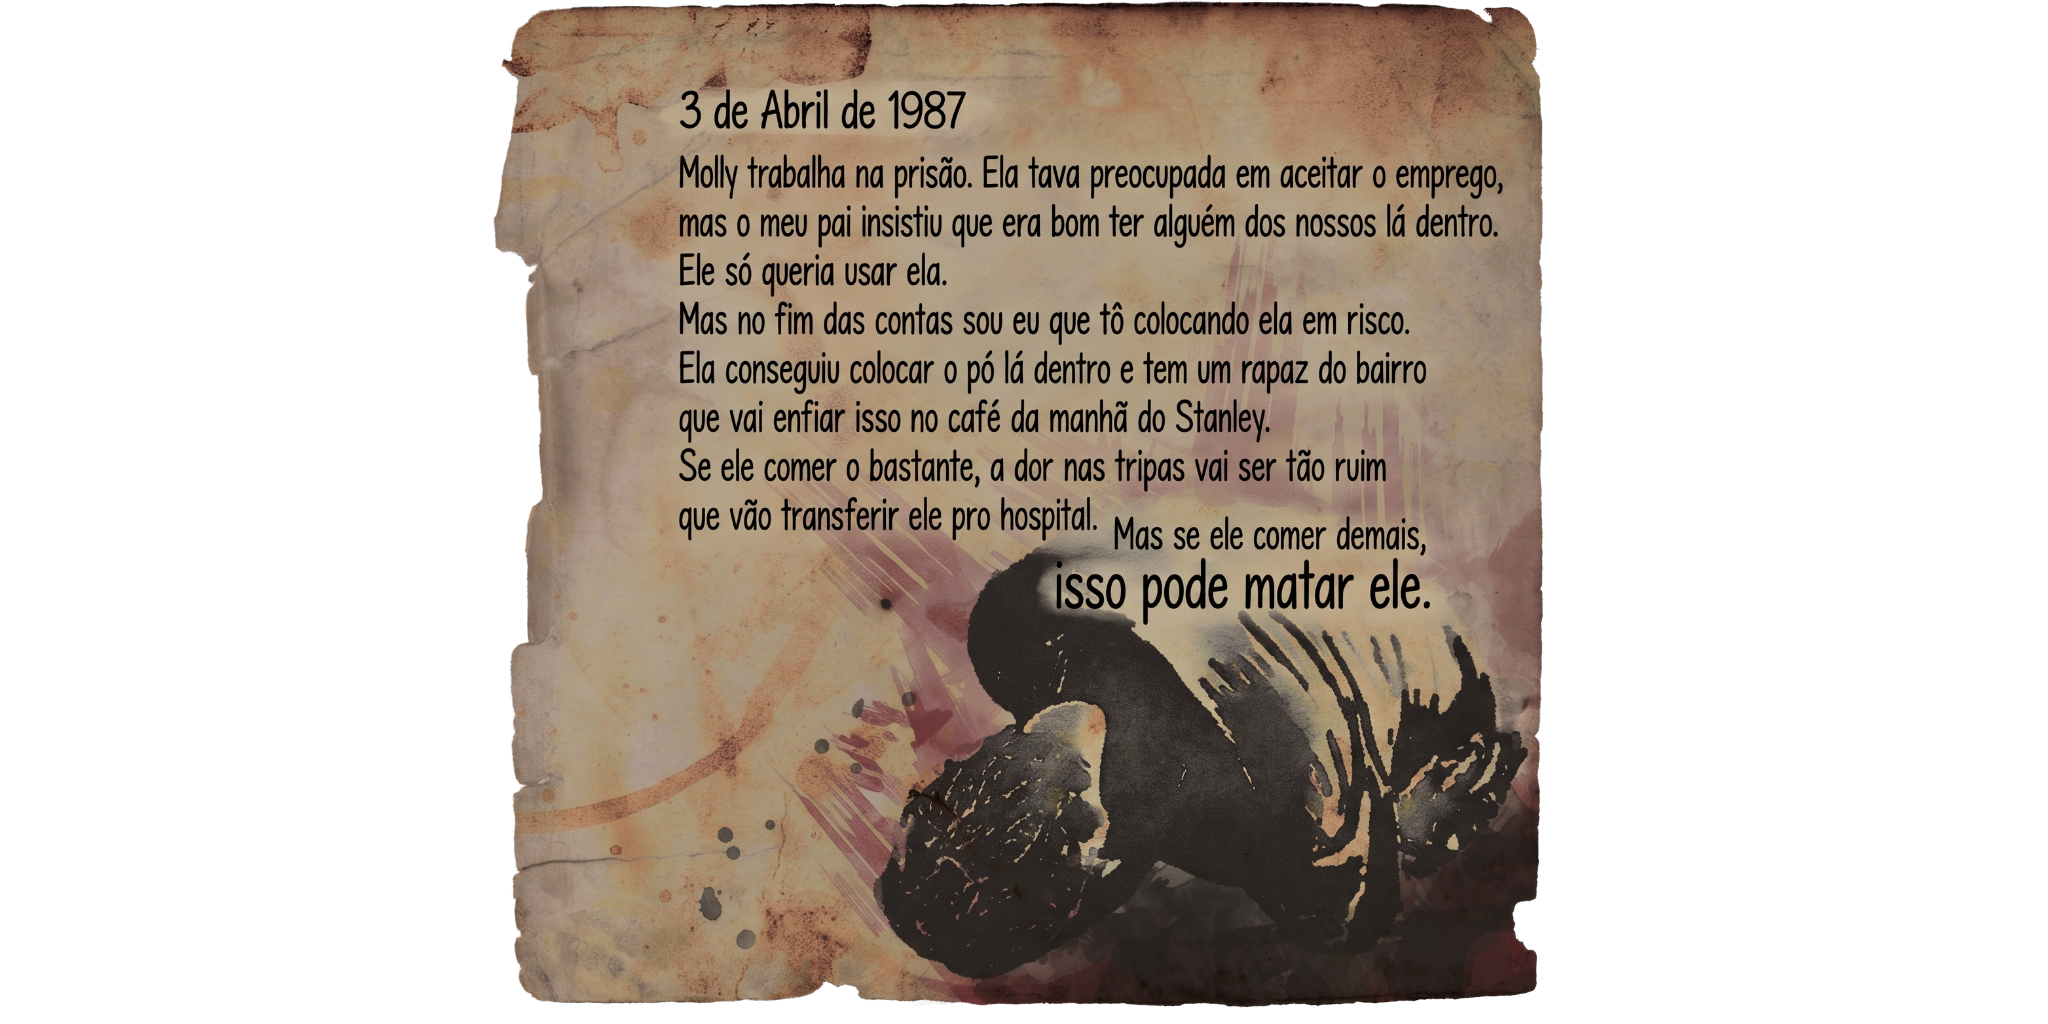 3 de Abril de 1987
Molly trabalha na prisão. Ela tava preocupada em aceitar o emprego,
mas o meu pai insistiu que era bom ter alguém dos nossos lá dentro.
Ele só queria usar ela.
Mas no fim das contas sou eu que tô colocando ela em risco.
Ela conseguiu colocar o pó lá dentro e tem um rapaz do bairro
que vai enfiar isso no café da manhã do Stanley.
Se ele comer o bastante, a dor nas tripas vai ser tão ruim
que vão transferir ele pro hospital.
Mas se ele comer demais,
isso pode matar ele.